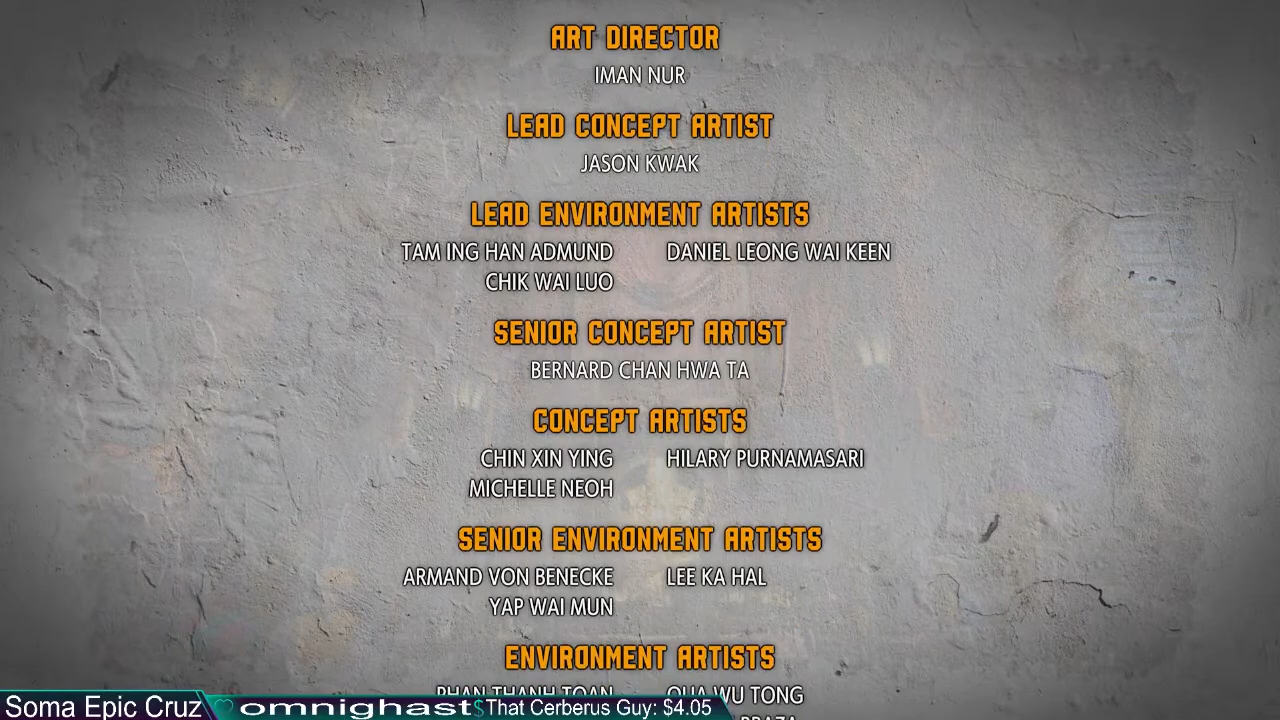 ART DIRECTOR
IMAN NUR
LEAD CONCEPT ARTIST
JASON KWAK
LEAD ENVIRONMENT ARTISTS
TAM ING HAN ADMUND DANIEL LEONG WAI KEEN
CHIK WAI LUO
SENIOR CONCEPT ARTIST
BERNARD CHAN HWA TA
CONCEPT ARTISTS
CHIN XIN YING HILARY PURNAMASARI
MICHELLE NEOH
SENIOR ENVIRONMENT ARTISTS
ARMAND VON BENECKE LEE KA HAL
YAP WAI MUN
ENVIRONMENT ARTISTS
PHAN THANH TOAN QUA WU TONG
Soma Epic Cruz omnighast $That Cerberus Guy: $4.05